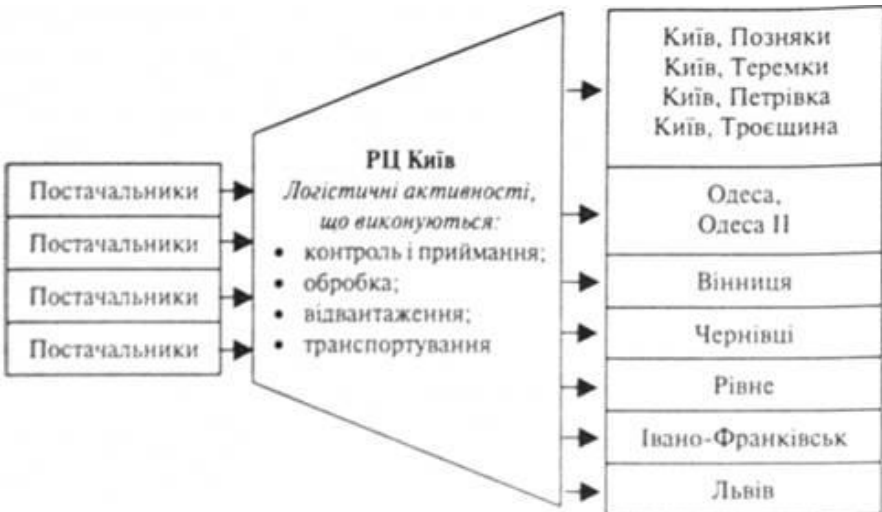 Постачальники
Постачальники
Постачальники
Постачальники
РЦ Київ
Логістичні активності,
що виконуються:
• контроль і приймання;
• обробка;
• відвантаження;
• транспортування
Київ, Позняки
Київ, Теремки
Київ, Петрівка
Київ, Троєщина
Одеса,
Одеса ІІ
Вінниця
Чернівці
Рівне
Івано-Франківськ
Львів